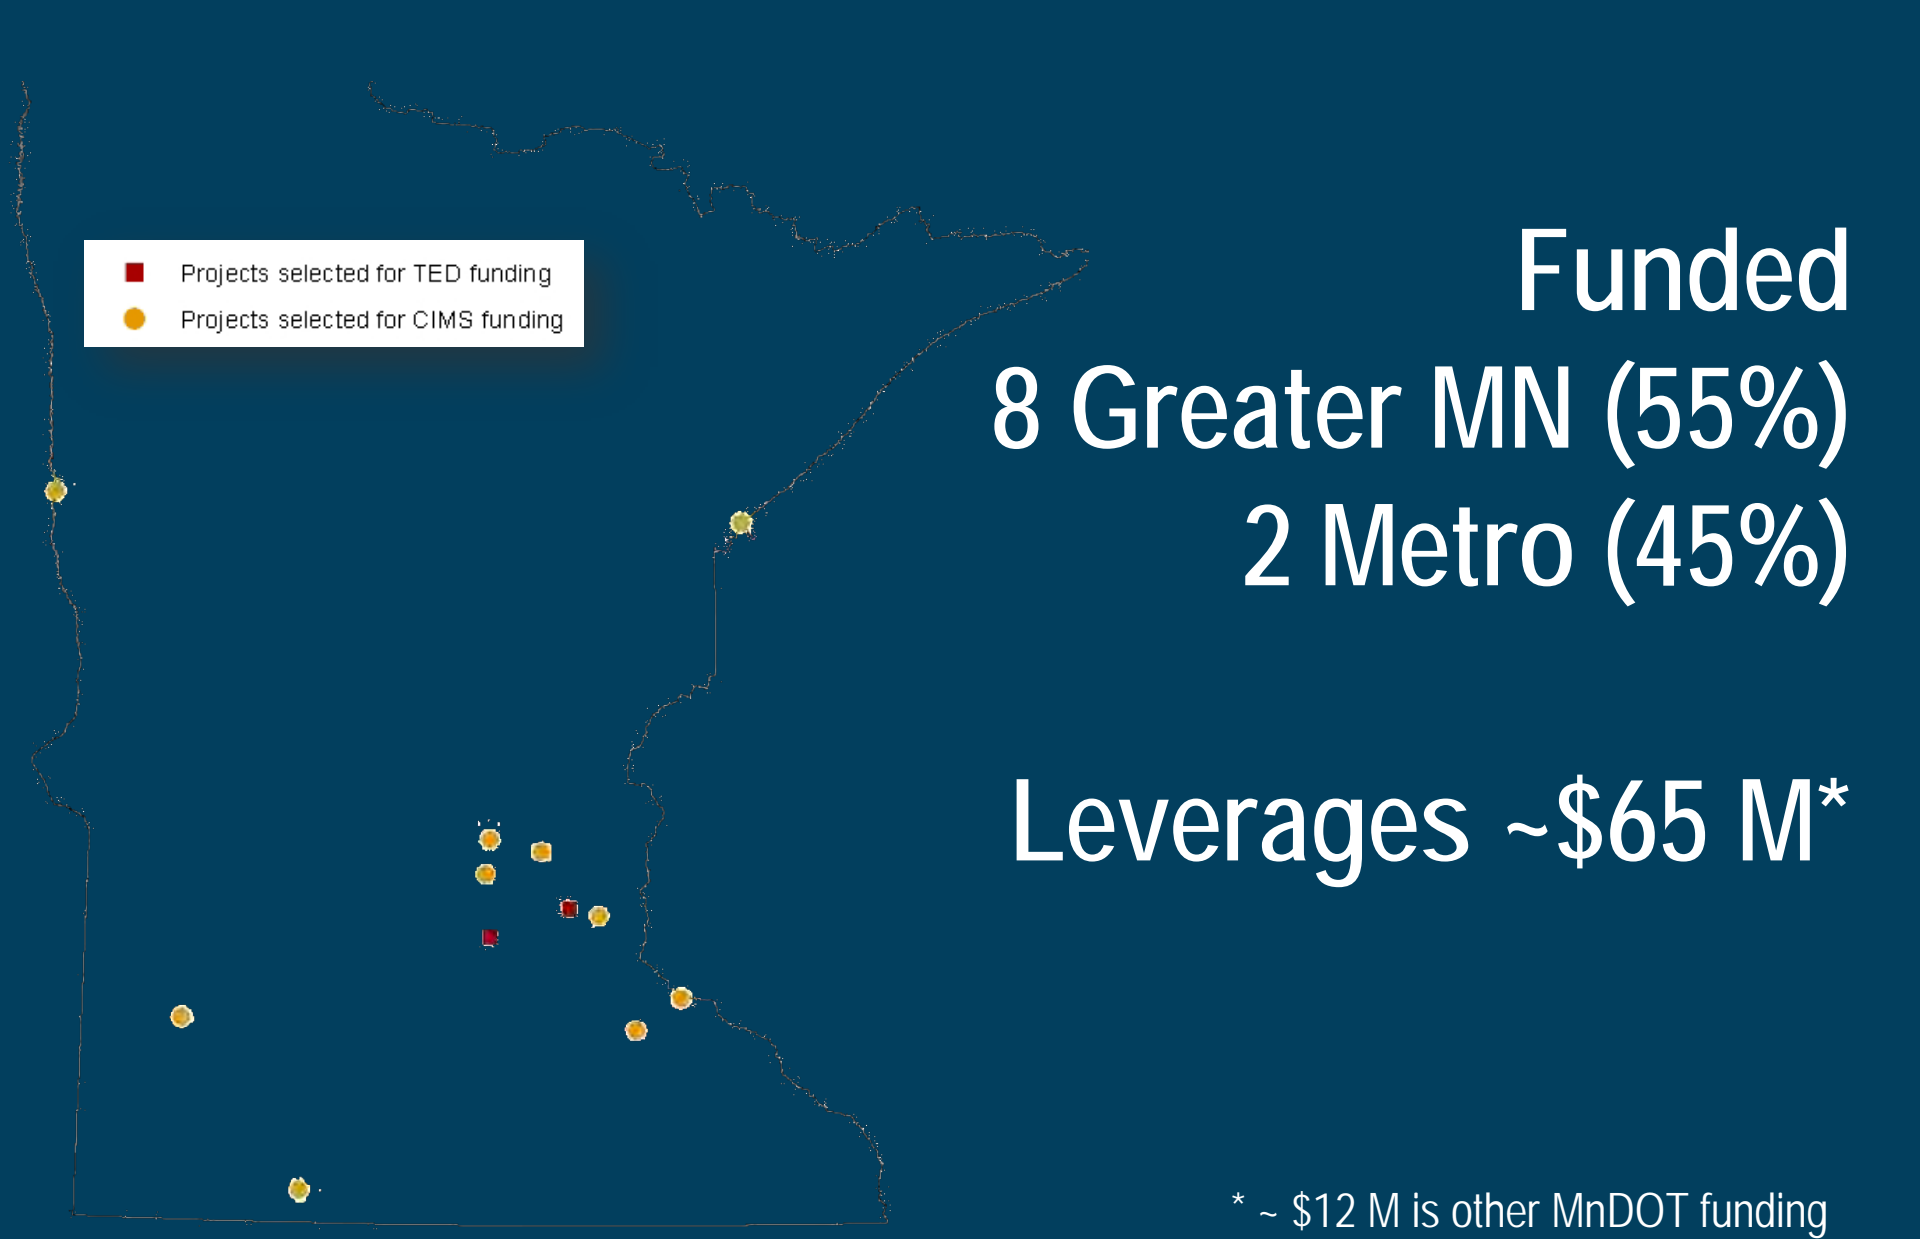 Projects selected for TED funding
Projects selected for CIMS funding
Funded
8 Greater MN (55%)
2 Metro (45%)
Leverages ~$65 M*
* ~ $12 M is other MnDOT funding